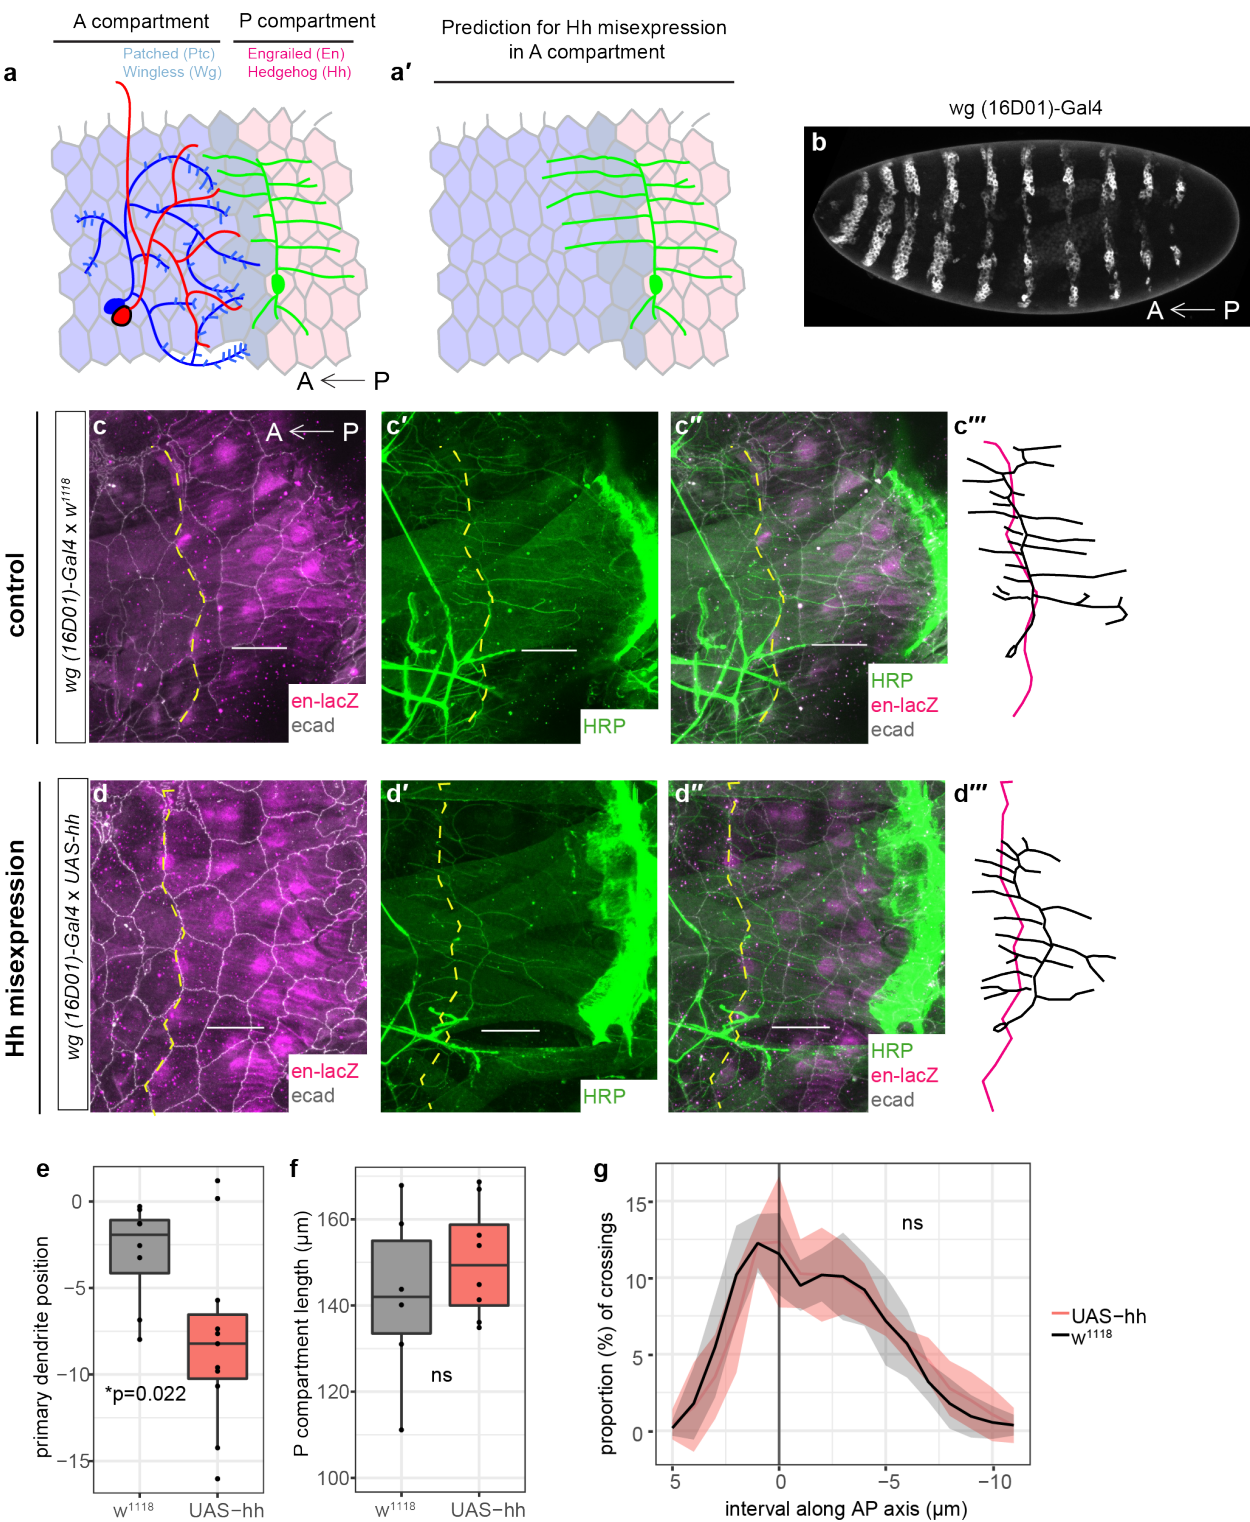 A compartment
P compartment
Patched (Ptc)
Wingless (Wg)
Engrailed (En)
Hedgehog (Hh)
a
A ← P
a′
Prediction for Hh misexpression
in A compartment
wg (16D01)-Gal4
b
A ← P
control
wg (16D01)-Gal4 x w1118
c
A ← P
en-lacZ
ecad
c′
HRP
c″
HRP
en-lacZ
ecad
c‴
Hh misexpression
wg (16D01)-Gal4 x UAS-hh
d
en-lacZ
ecad
d′
HRP
d″
HRP
en-lacZ
ecad
d‴
e
primary dendrite position
0
−5
−10
−15
*p=0.022
w1118
UAS−hh
f
P compartment length (μm)
160
140
120
100
ns
w1118
UAS−hh
g
proportion (%) of crossings
15
10
5
0
ns
5
0
−5
−10
interval along AP axis (μm)
UAS−hh
w1118